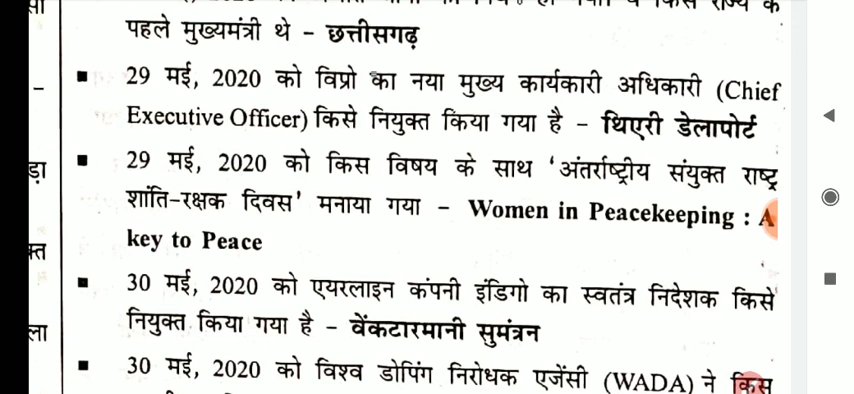 पहले मुख्यमंत्री थे – छत्तीसगढ़
▪ 29 मई, 2020 को विप्रो का नया मुख्य कार्यकारी अधिकारी (Chief
Executive Officer) किसे नियुक्त किया गया है – थिएरी डेलापोर्ट
▪ 29 मई, 2020 को किस विषय के साथ ‘अंतर्राष्ट्रीय संयुक्त राष्ट्र
शांति-रक्षक दिवस’ मनाया गया – Women in Peacekeeping : A
key to Peace
▪ 30 मई, 2020 को एयरलाइन कंपनी इंडिगो का स्वतंत्र निदेशक किसे
नियुक्त किया गया है – वेंकटारमानी सुमंत्रन
▪ 30 मई, 2020 को विश्व डोपिंग निरोधक एजेंसी (WADA) ने किस